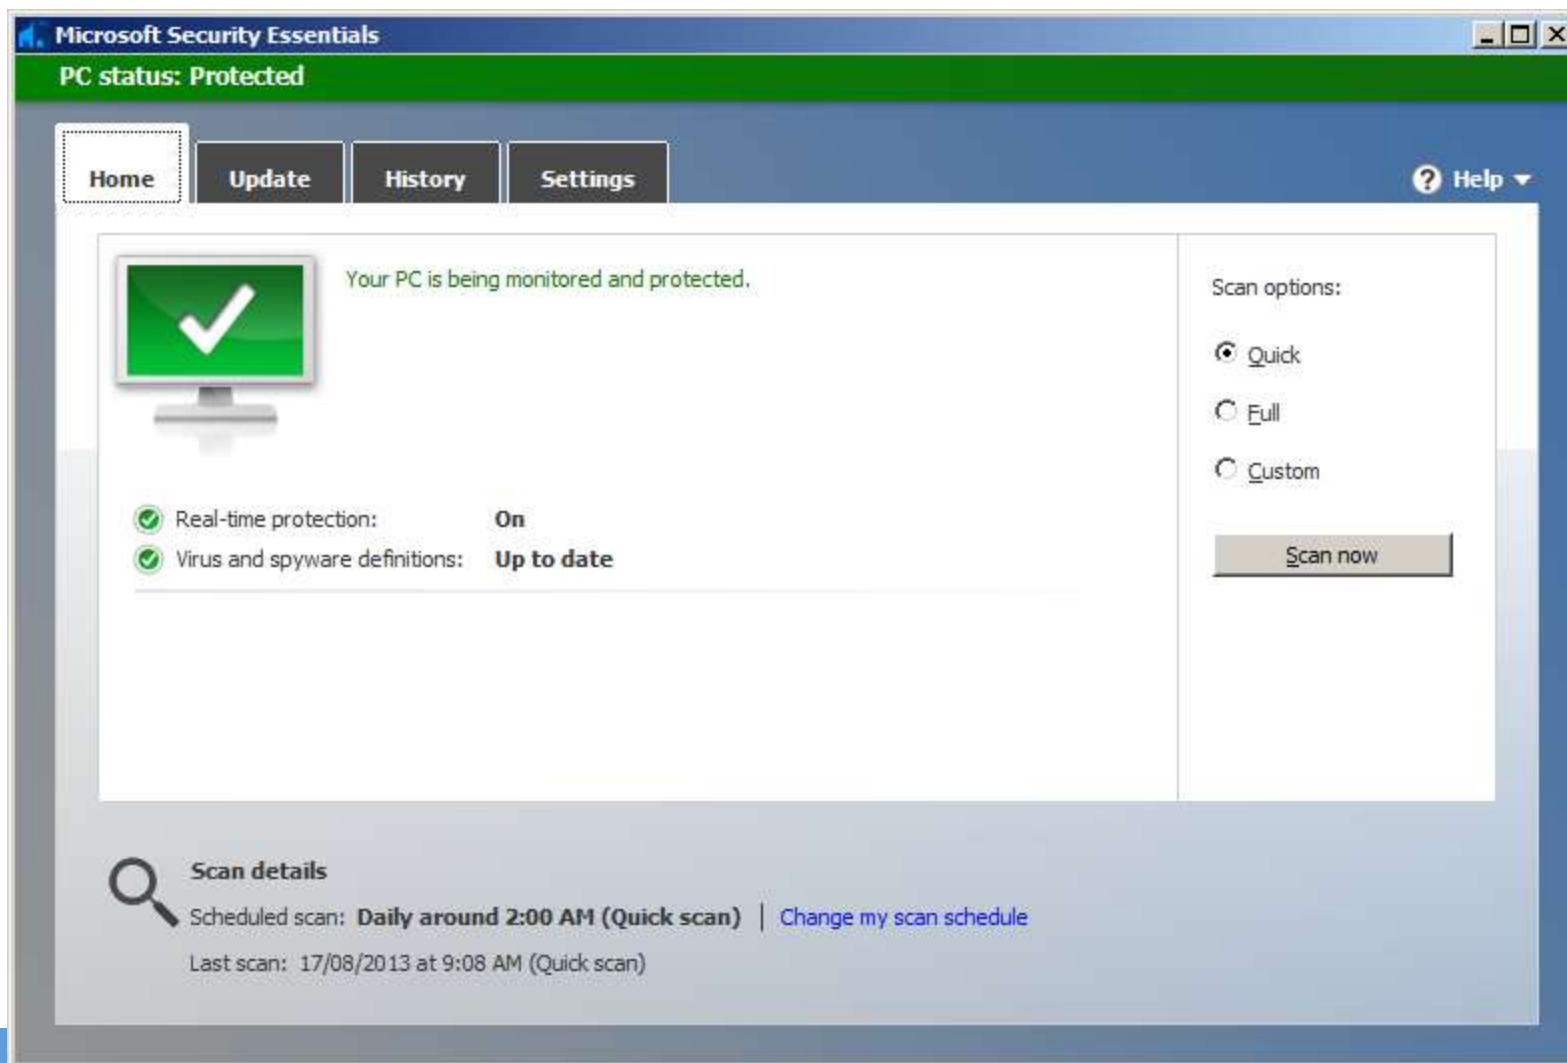 Microsoft Security Essentials
PC status: Protected
Home Update History Settings Help
Your PC is being monitored and protected.
Real-time protection: On
Virus and spyware definitions: Up to date
Scan options:
Quick
Full
Custom
Scan now
Scan details
Scheduled scan: Daily around 2:00 AM (Quick scan) | Change my scan schedule
Last scan: 17/08/2013 at 9:08 AM (Quick scan)